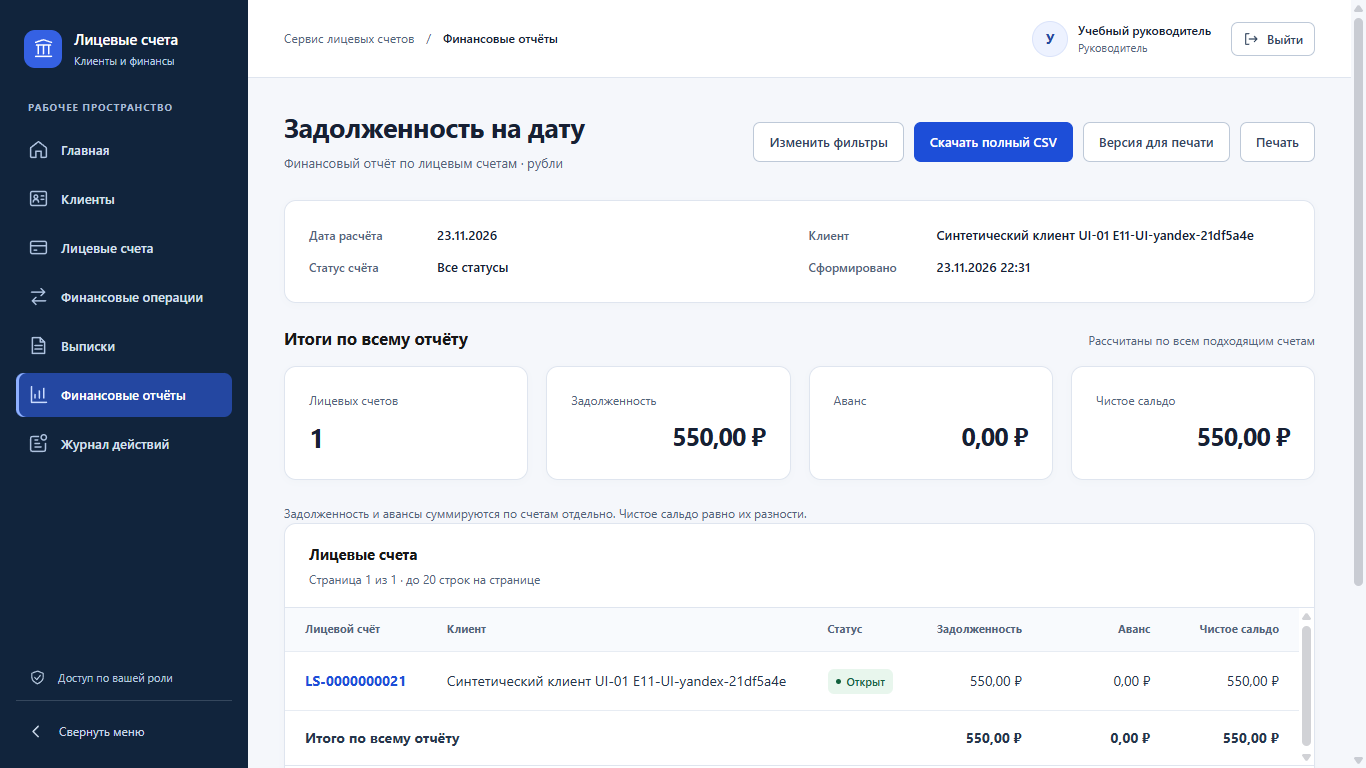 Лицевые счета
Клиенты и финансы
РАБОЧЕЕ ПРОСТРАНСТВО
Главная
Клиенты
Лицевые счета
Финансовые операции
Выписки
Финансовые отчёты
Журнал действий
Доступ по вашей роли
Свернуть меню
Сервис лицевых счетов / Финансовые отчёты
У
Учебный руководитель
Руководитель
Выйти
Задолженность на дату
Финансовый отчёт по лицевым счетам · рубли
Изменить фильтры
Скачать полный CSV
Версия для печати
Печать
Дата расчёта 23.11.2026 Клиент Синтетический клиент UI-01 E11-UI-yandex-21df5a4e
Статус счёта Все статусы Сформировано 23.11.2026 22:31
Итоги по всему отчёту
Рассчитаны по всем подходящим счетам
Лицевых счетов
1
Задолженность
550,00 ₽
Аванс
0,00 ₽
Чистое сальдо
550,00 ₽
Задолженность и авансы суммируются по счетам отдельно. Чистое сальдо равно их разности.
Лицевые счета
Страница 1 из 1 · до 20 строк на странице
Лицевой счёт Клиент Статус Задолженность Аванс Чистое сальдо
LS-0000000021 Синтетический клиент UI-01 E11-UI-yandex-21df5a4e Открыт 550,00 ₽ 0,00 ₽ 550,00 ₽
Итого по всему отчёту 550,00 ₽ 0,00 ₽ 550,00 ₽